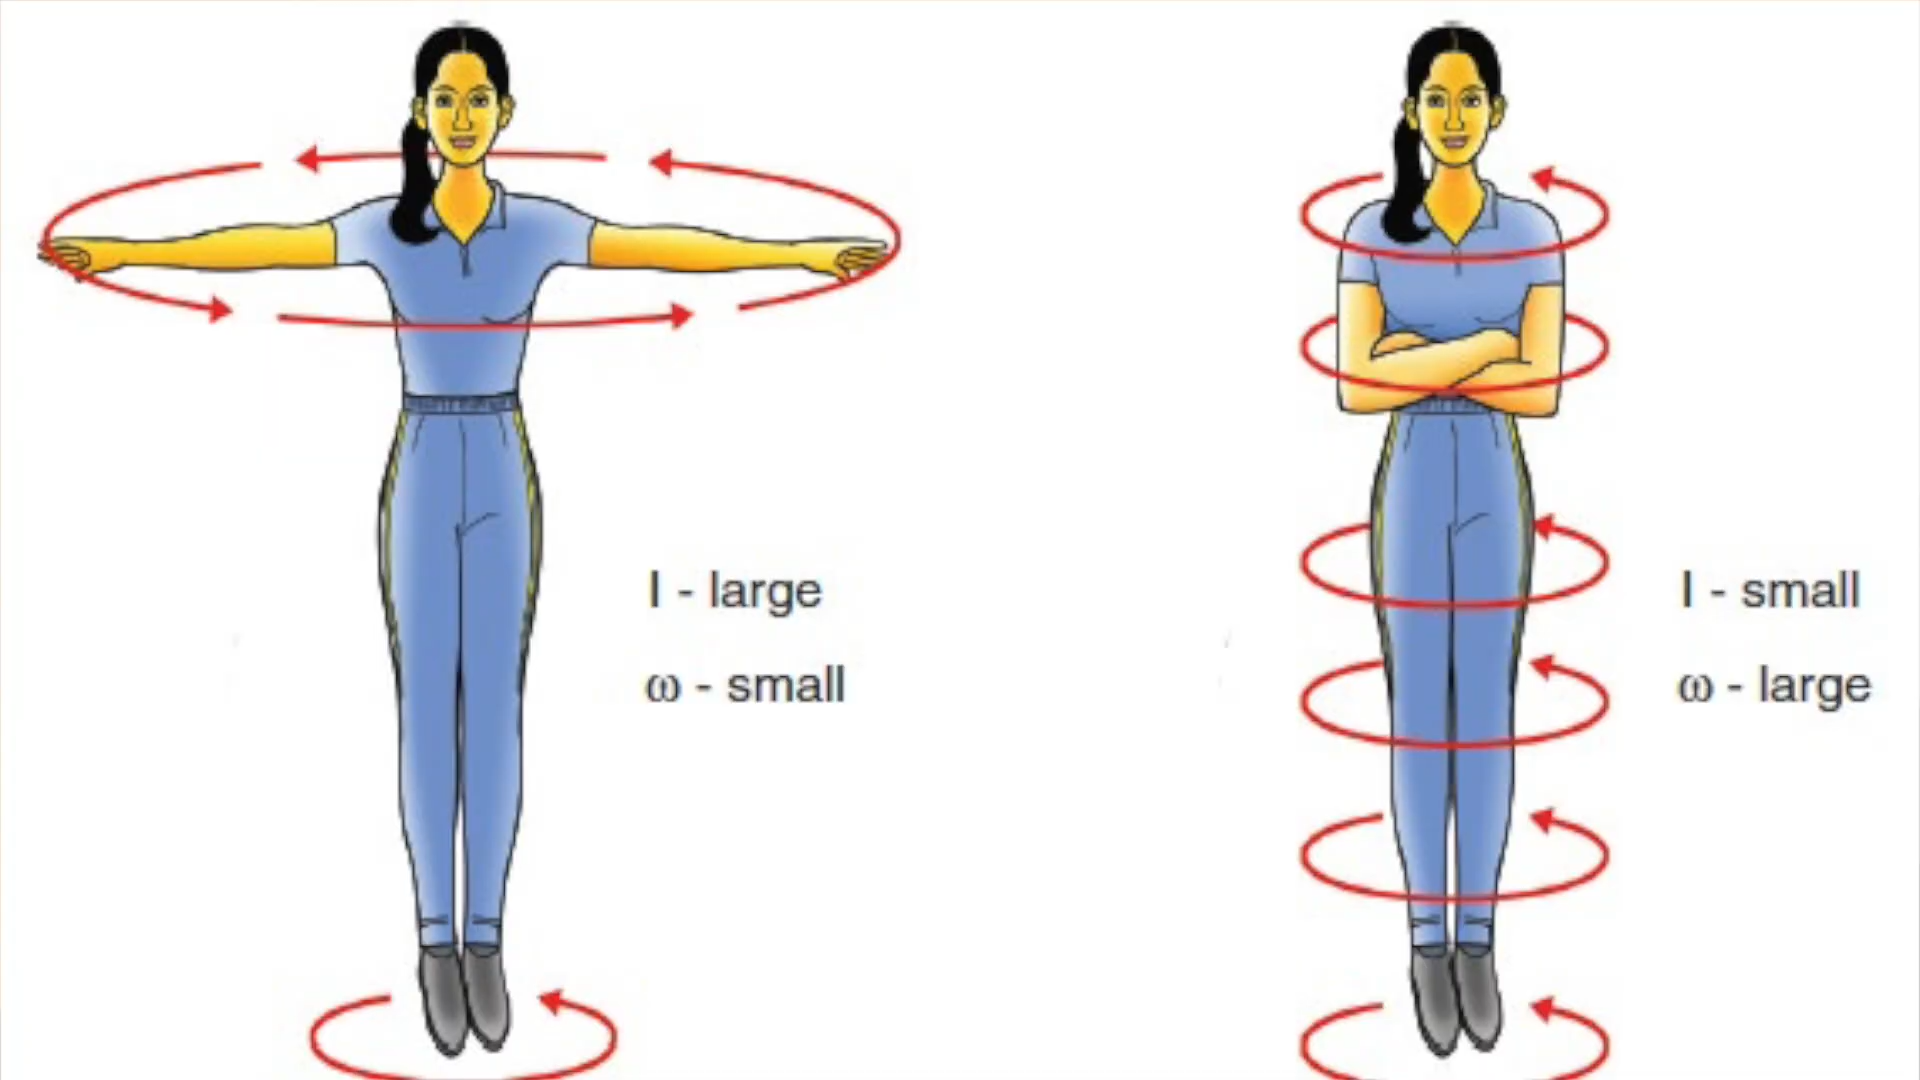 I - large
ω - small
I - small
ω - large